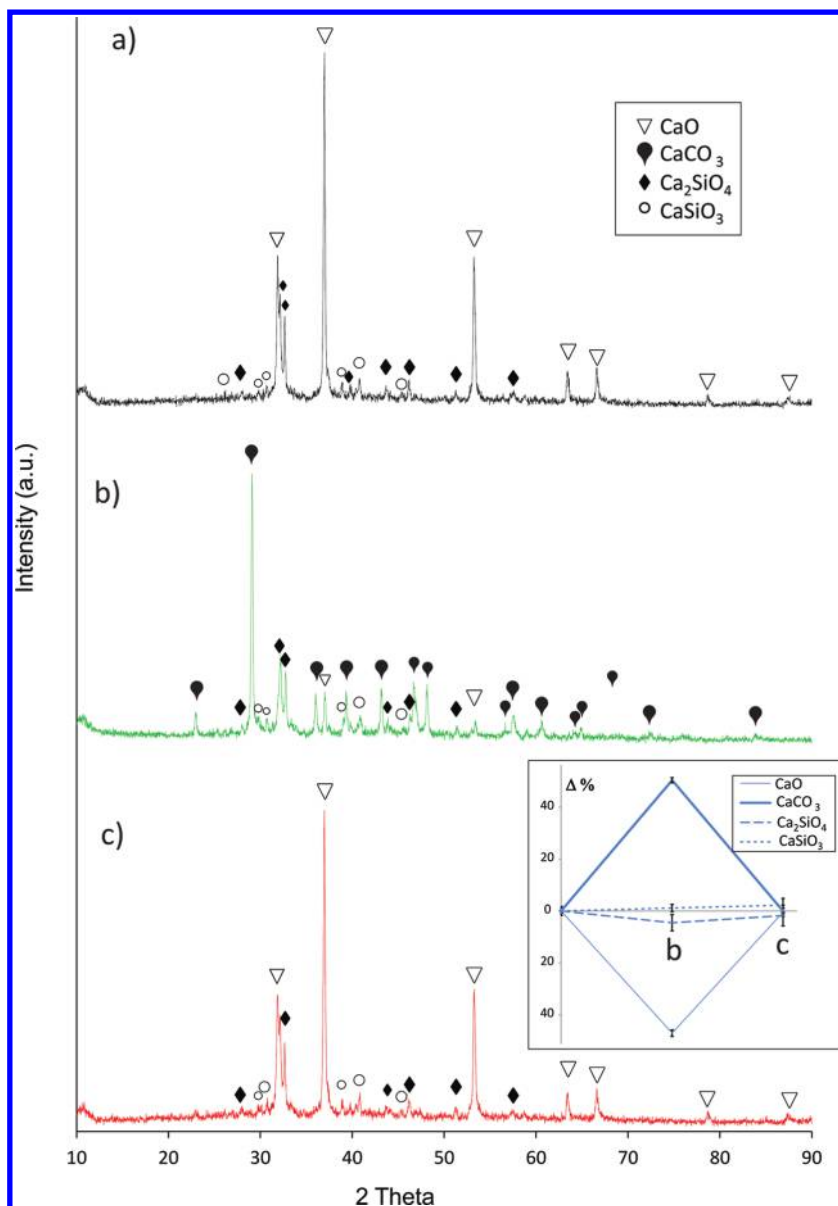 a)
CaO
CaCO₃
Ca₂SiO₄
CaSiO₃
Intensity (a.u.)
b)
c)
Δ %
40
20
0
20
40
b
c
CaO
CaCO₃
Ca₂SiO₄
CaSiO₃
10 20 30 40 50 60 70 80 90
2 Theta